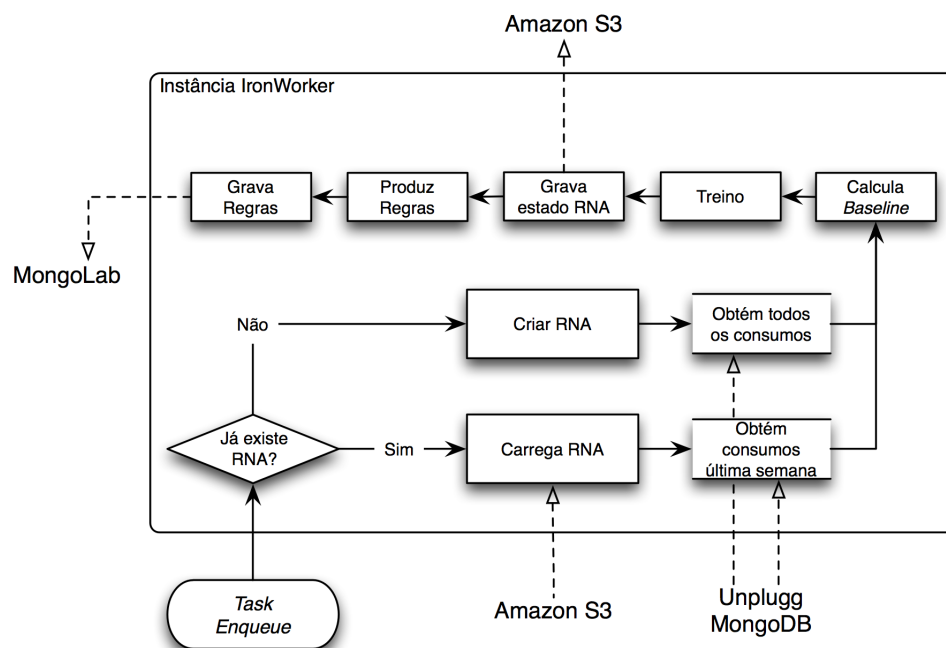 Amazon S3
Instância IronWorker
Grava
Regras
Produz
Regras
Grava
estado RNA
Treino
Calcula
Baseline
MongoLab
Não
Criar RNA
Obtém todos
os consumos
Já existe
RNA?
Sim
Carrega RNA
Obtém
consumos
última semana
Task
Enqueue
Amazon S3
Unplugg
MongoDB